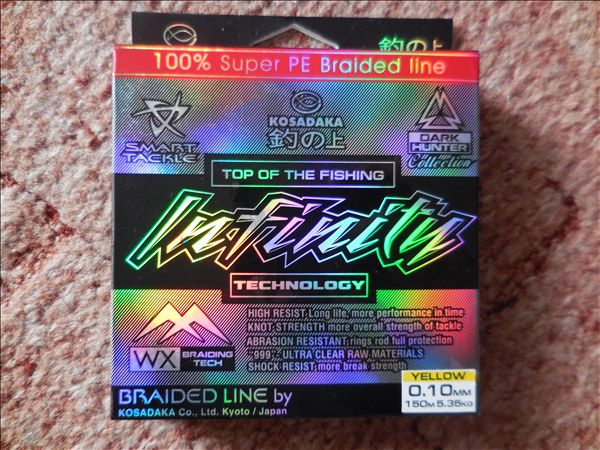 釣の上
100% Super PE Braided line
SMART TACKLE
KOSADAKA
釣の上
DARK HUNTER
Collection
TOP OF THE FISHING
Infinity
TECHNOLOGY
HIGH RESIST Long life, more performance in time
KNOT STRENGTH more overall strength of tackle
ABRASION RESISTANT rings rod full protection
"999" - ULTRA CLEAR RAW MATERIALS
SHOCK RESIST more break strength
WX BRAIDING TECH
YELLOW
0.10MM
150M 5.35KG
BRAIDED LINE by
KOSADAKA Co., Ltd. Kyoto / Japan